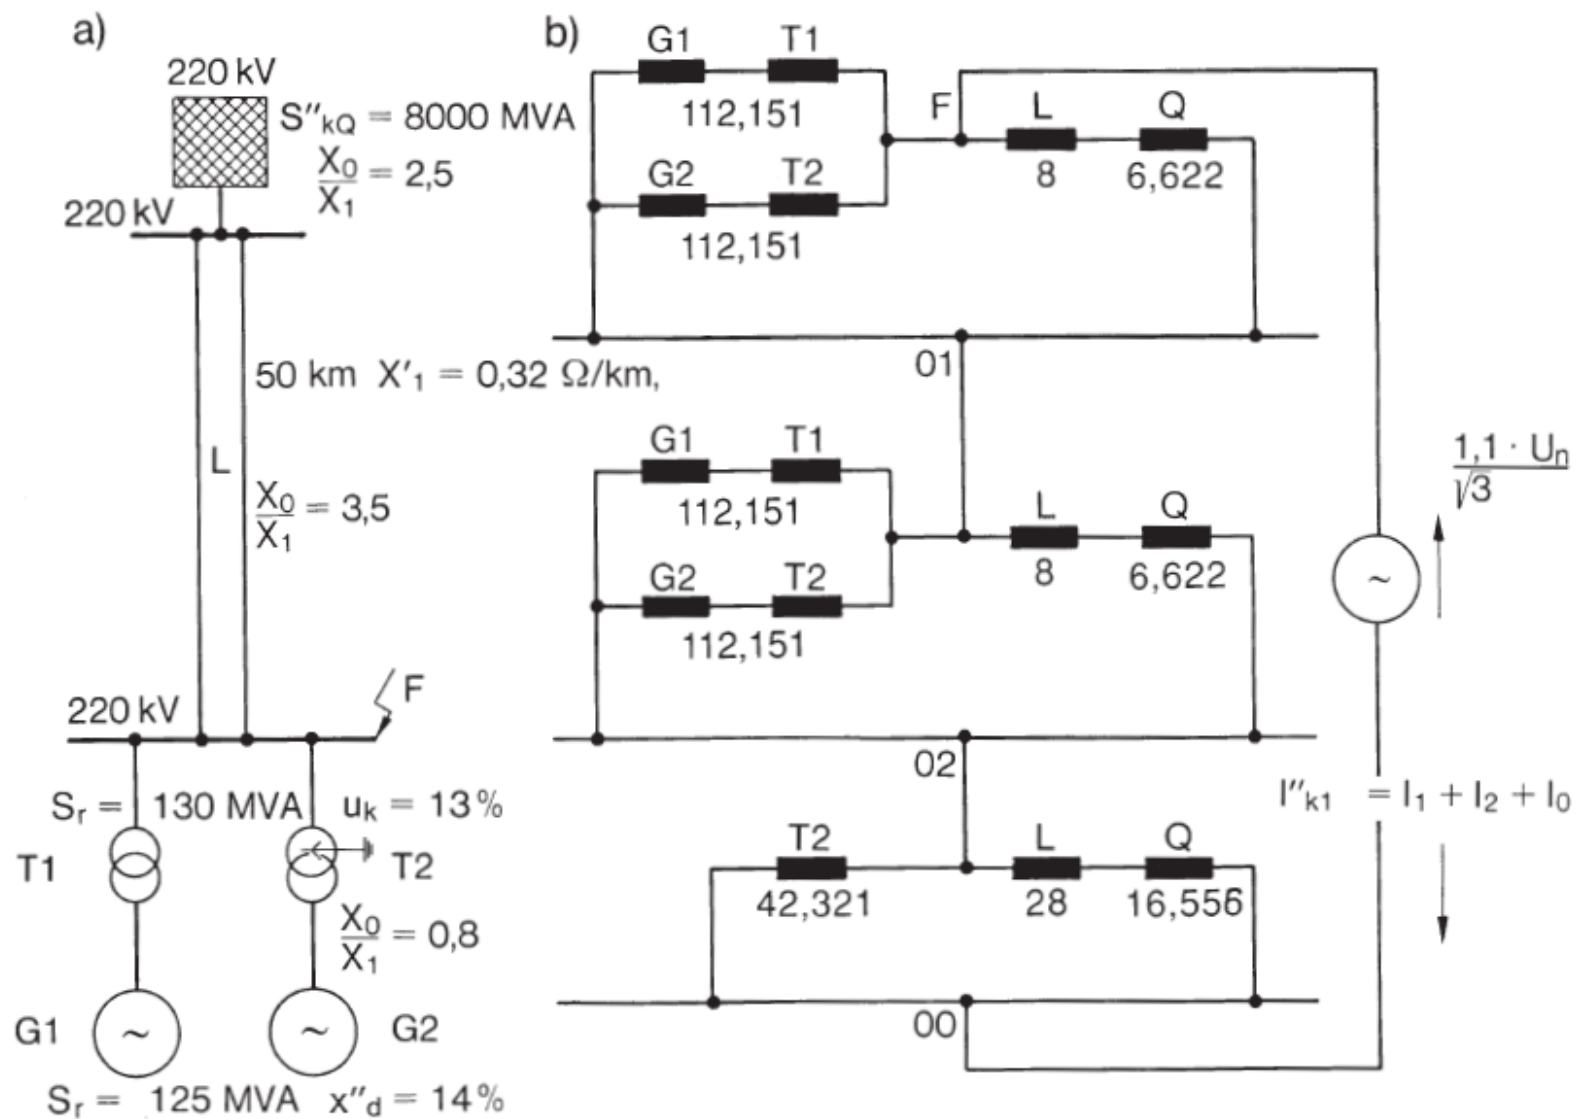 a)
220 kV
S″kQ = 8000 MVA
X0/X1 = 2,5
220 kV
50 km X′1 = 0,32 Ω/km,
L
X0/X1 = 3,5
220 kV
F
Sr = 130 MVA uk = 13%
T1
T2
X0/X1 = 0,8
~
~
G1
G2
Sr = 125 MVA x″d = 14%
b)
G1 T1
112,151
F L Q
8 6,622
G2 T2
112,151
01
G1 T1
112,151
L Q
8 6,622
G2 T2
112,151
02
T2 L Q
42,321 28 16,556
00
1,1 · Un/√3
~
I″k1 = I1 + I2 + I0